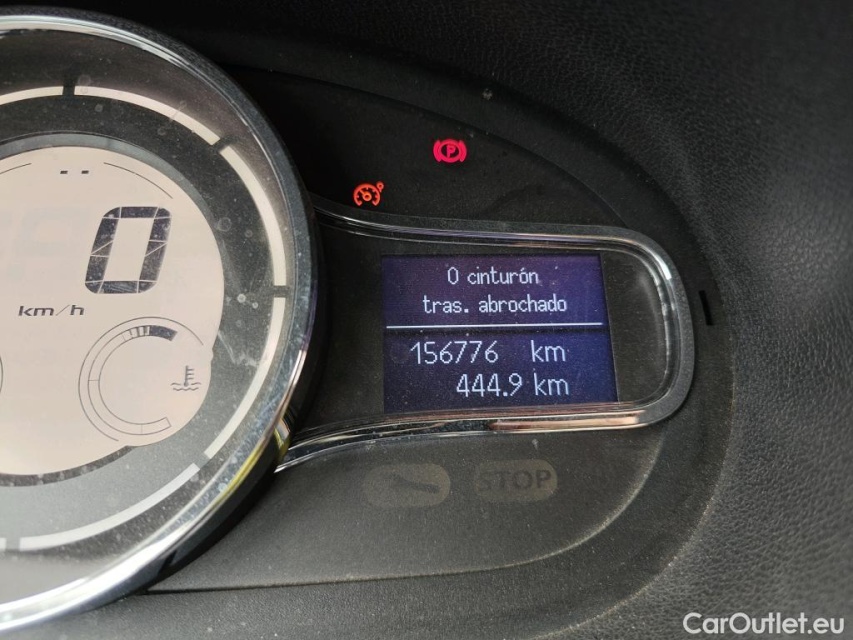 0
km/h
P
0 cinturón
tras. abrochado
156776 km
444.9 km
STOP
CarOutlet.eu